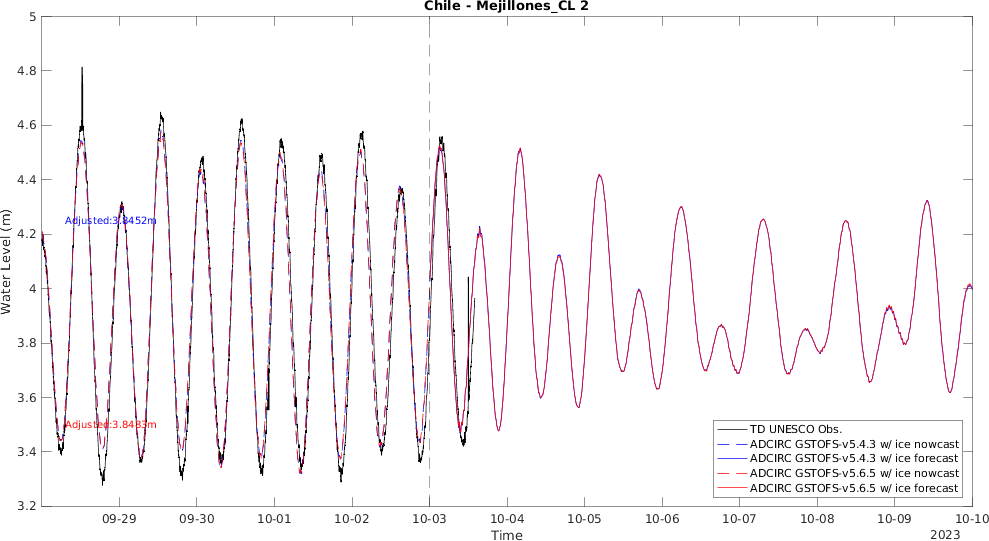 Chile - Mejillones_CL 2
5
4.8
4.6
4.4
4.2
4
3.8
3.6
3.4
3.2
Water Level (m)
Adjusted:3.8452m
Adjusted:3.8483m
TD UNESCO Obs.
ADCIRC GSTOFS-v5.4.3 w/ ice nowcast
ADCIRC GSTOFS-v5.4.3 w/ ice forecast
ADCIRC GSTOFS-v5.6.5 w/ ice nowcast
ADCIRC GSTOFS-v5.6.5 w/ ice forecast
09-29 09-30 10-01 10-02 10-03 10-04 10-05 10-06 10-07 10-08 10-09 10-10
Time
2023